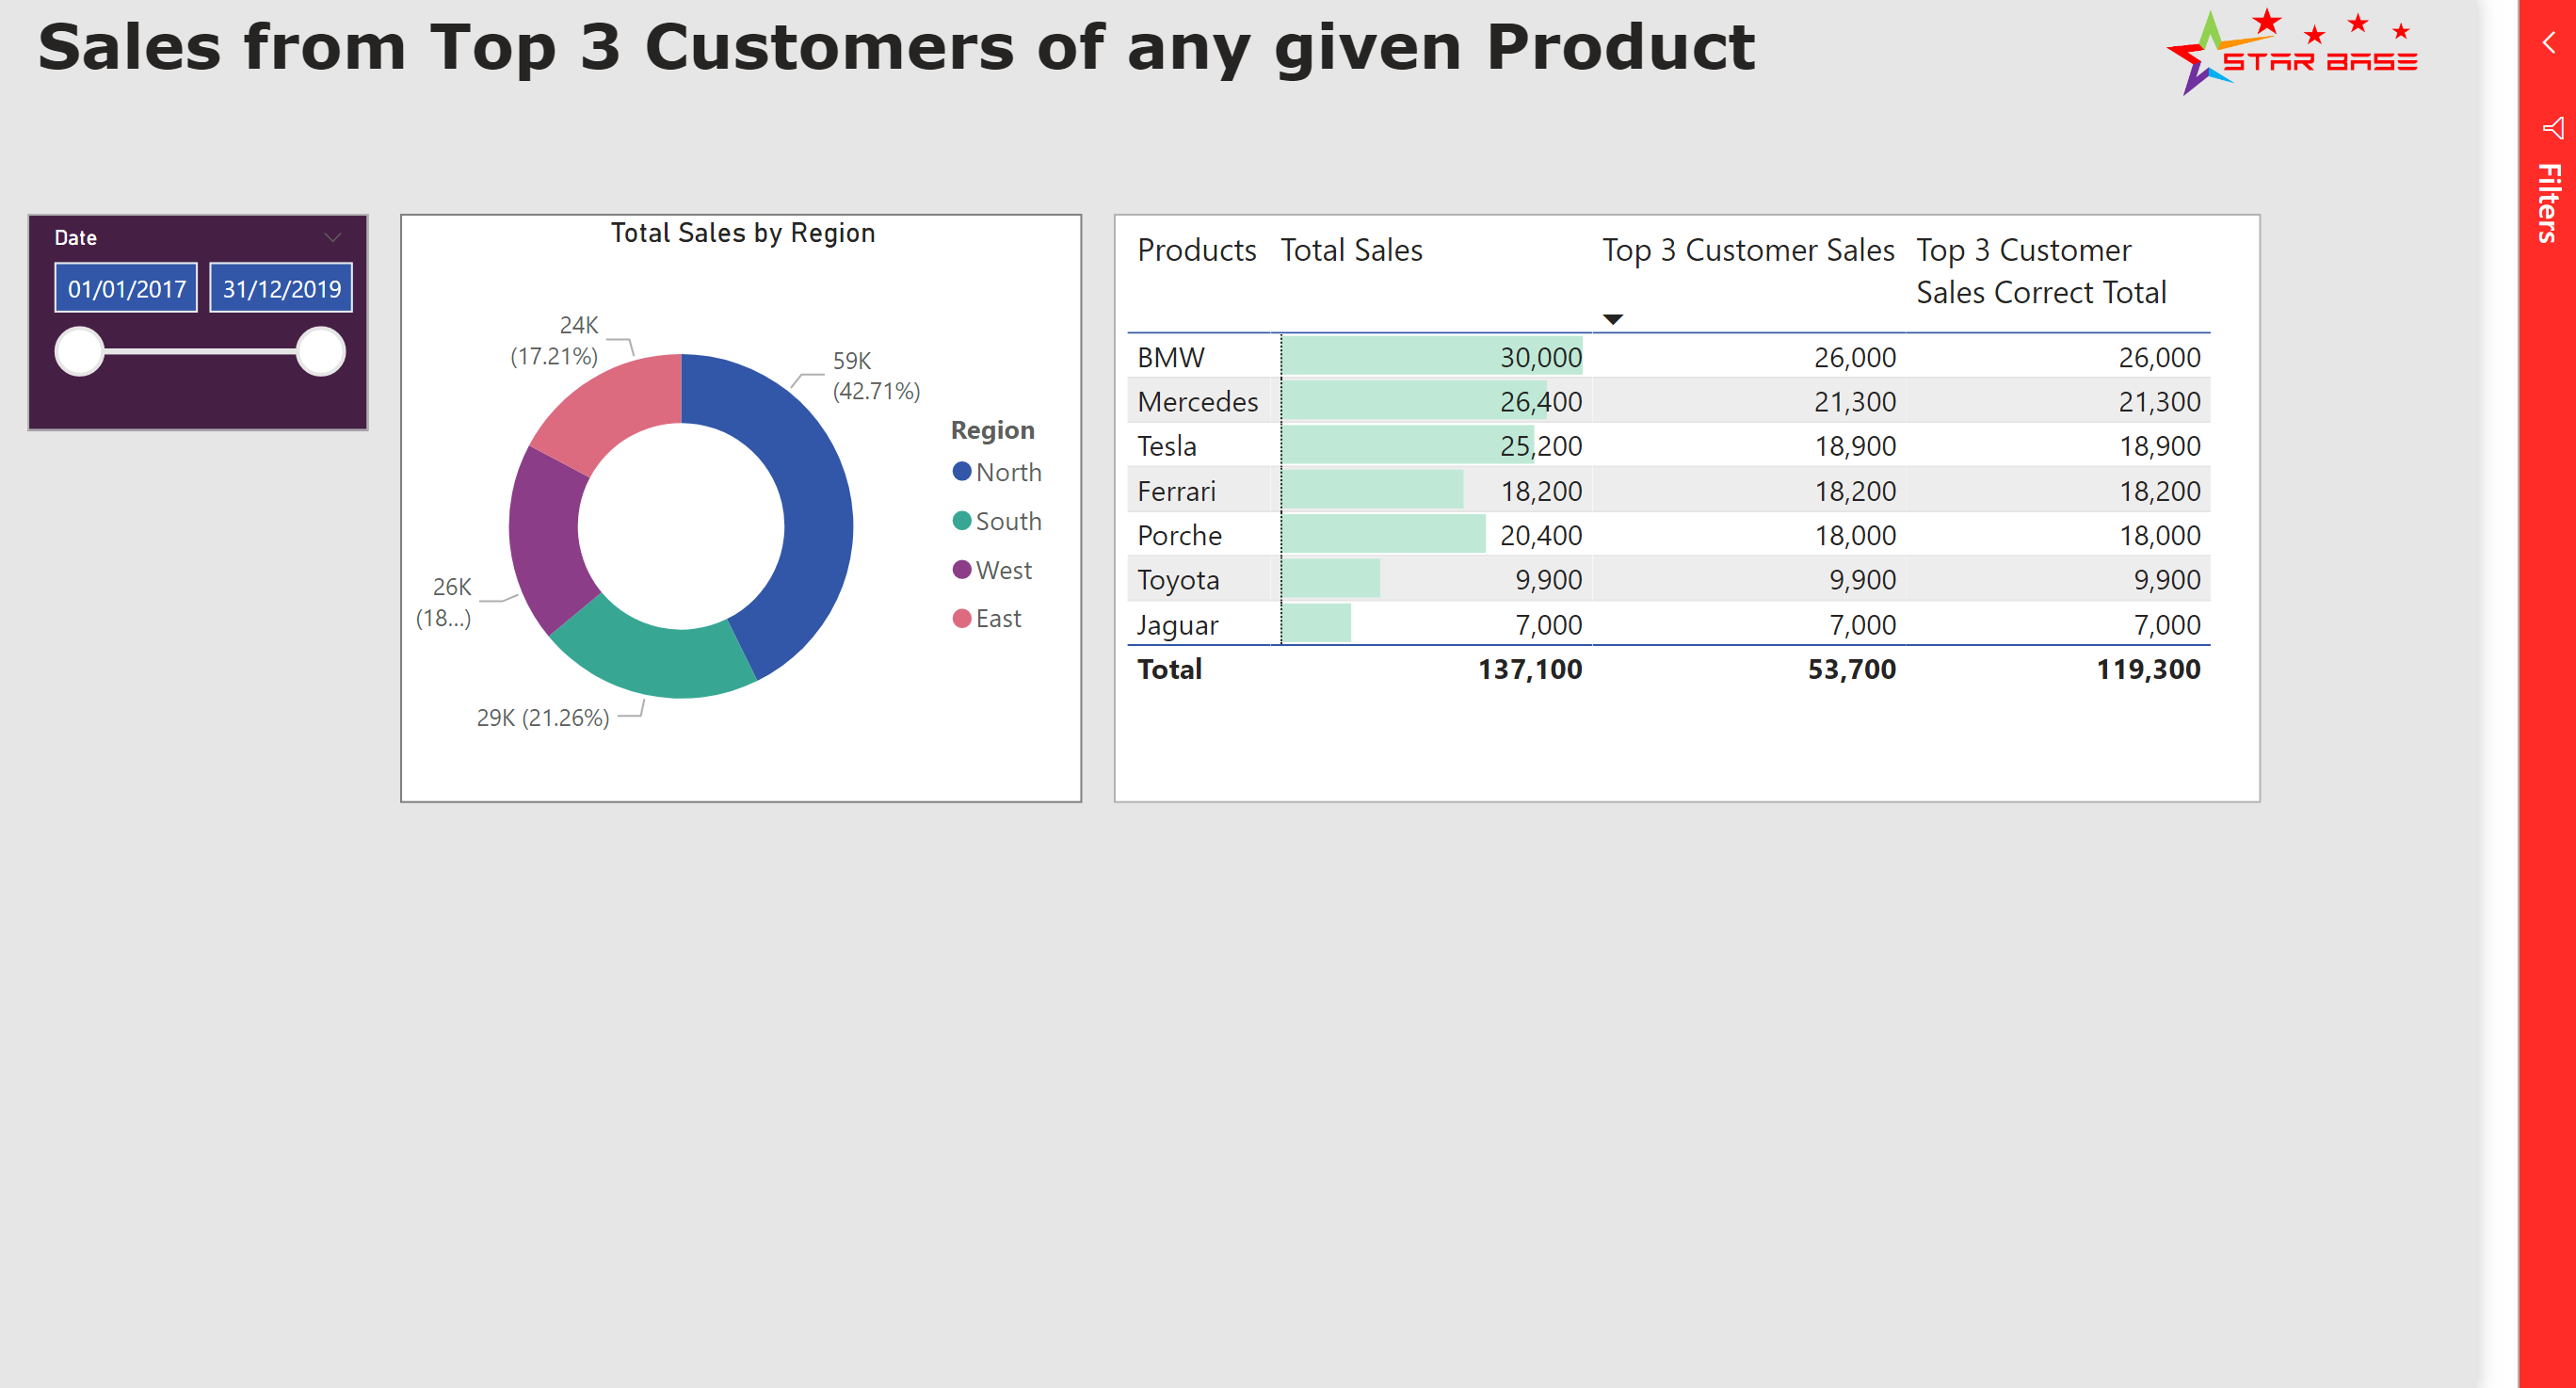 Sales from Top 3 Customers of any given Product
STAR BASE
Filters
Date
01/01/2017 31/12/2019
Total Sales by Region
24K
(17.21%)
59K
(42.71%)
26K
(18...)
29K (21.26%)
Region
North
South
West
East
Products Total Sales Top 3 Customer Sales Top 3 Customer
Sales Correct Total
BMW 30,000 26,000 26,000
Mercedes 26,400 21,300 21,300
Tesla 25,200 18,900 18,900
Ferrari 18,200 18,200 18,200
Porche 20,400 18,000 18,000
Toyota 9,900 9,900 9,900
Jaguar 7,000 7,000 7,000
Total 137,100 53,700 119,300